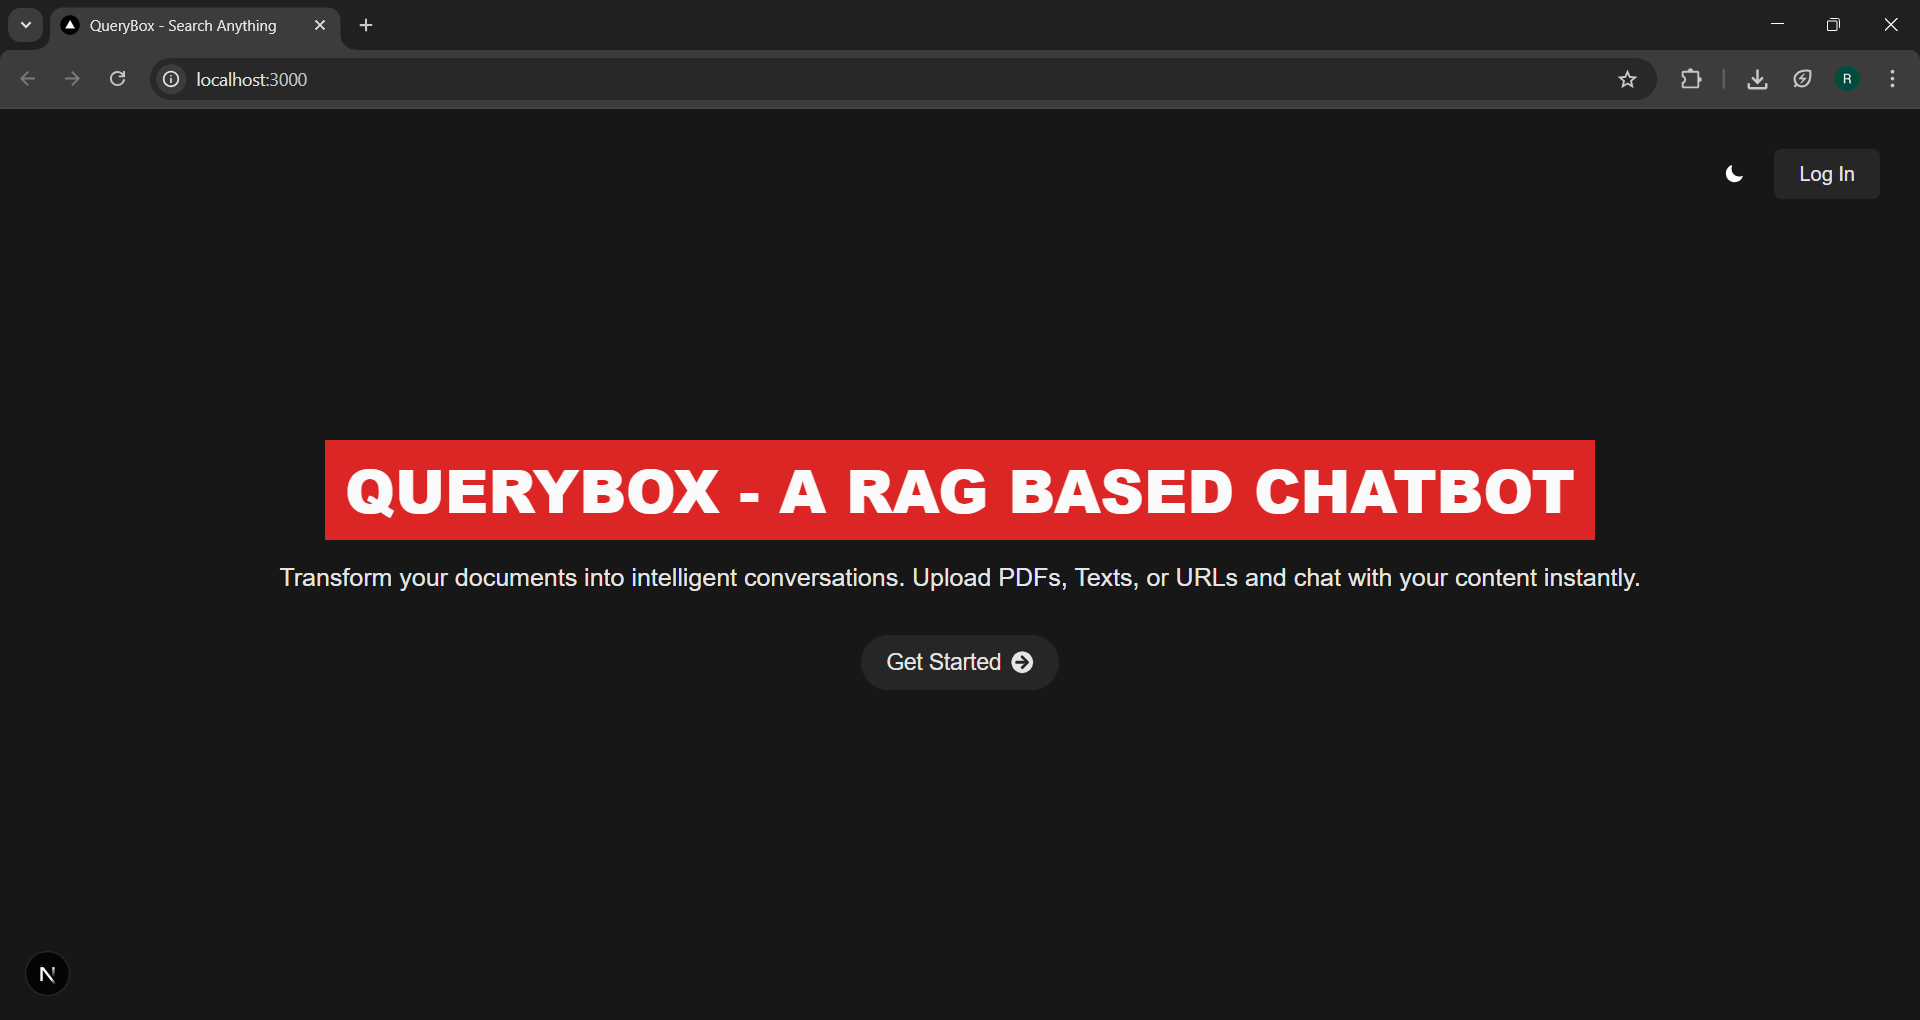 QueryBox - Search Anything
localhost:3000
R
Log In
QUERYBOX - A RAG BASED CHATBOT
Transform your documents into intelligent conversations. Upload PDFs, Texts, or URLs and chat with your content instantly.
Get Started
N